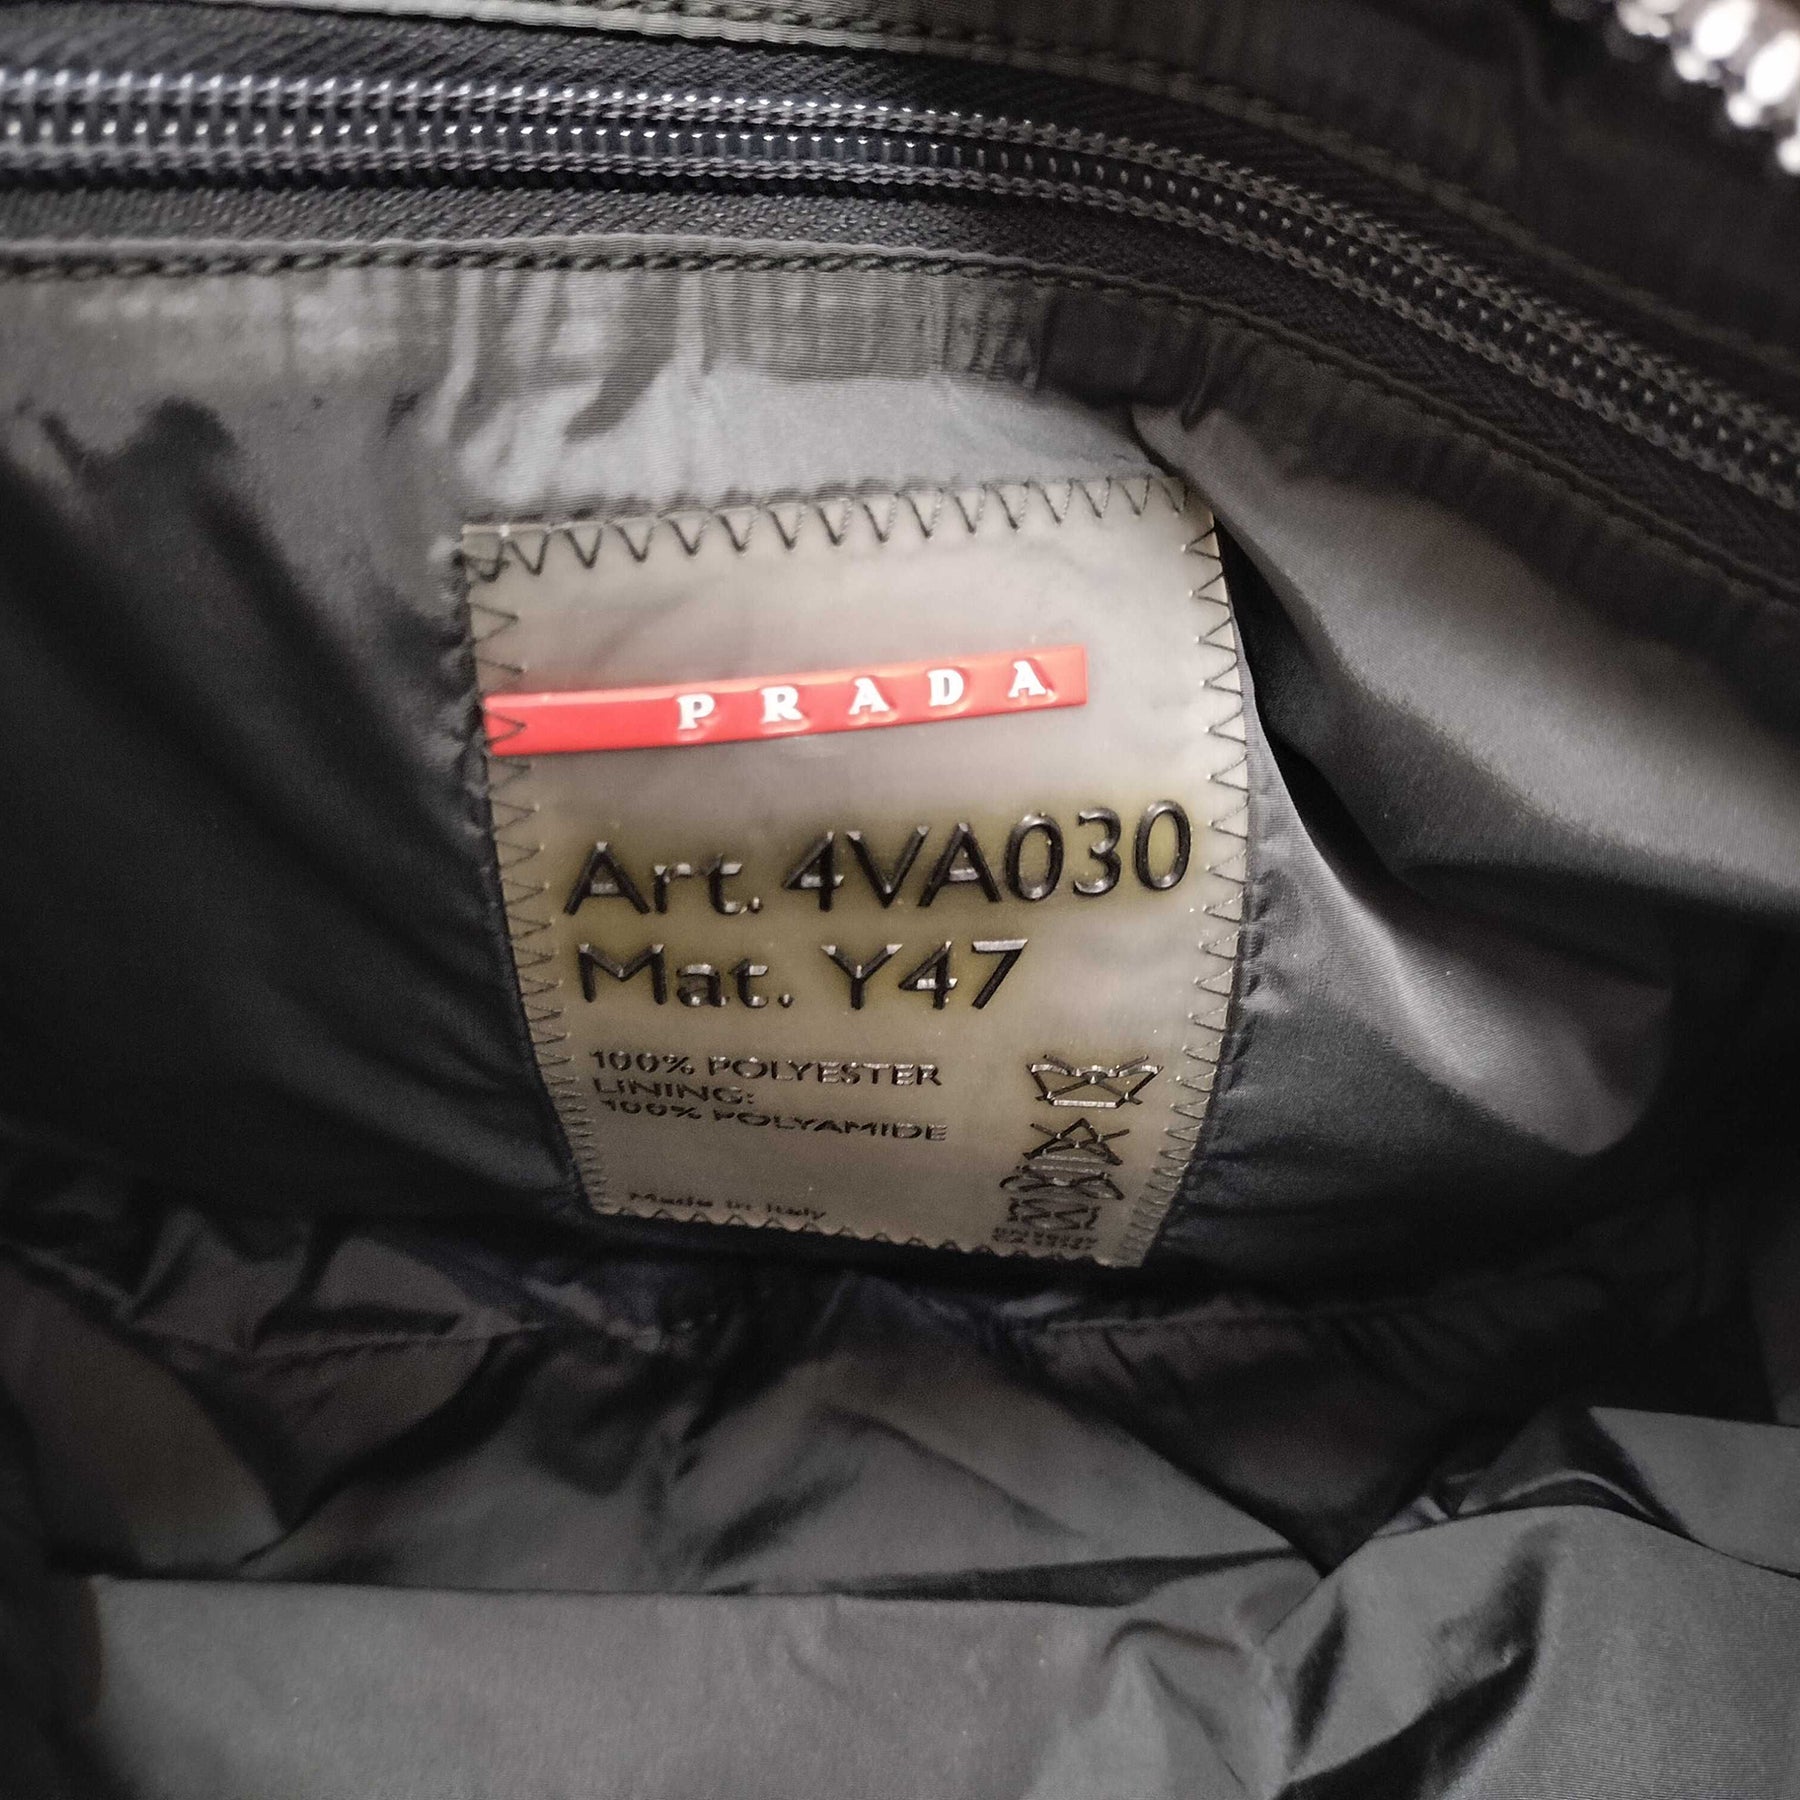 PRADA
Art. 4VA030
Mat. Y47
100% POLYESTER
LINING:
100% POLYAMIDE
Made in Italy